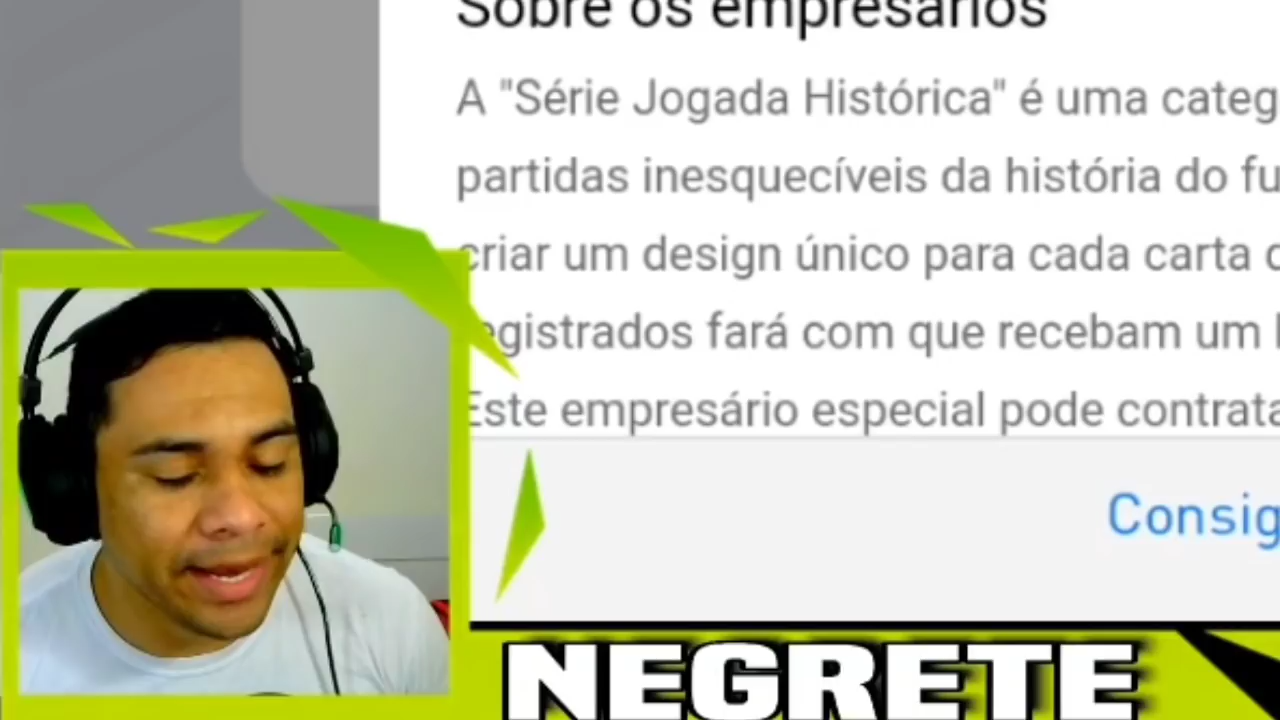 Sobre os empresários
A "Série Jogada Histórica" é uma categ
partidas inesquecíveis da história do fu
criar um design único para cada carta
egistrados fará com que recebam um
Este empresário especial pode contrata
Consig
NEGRETE